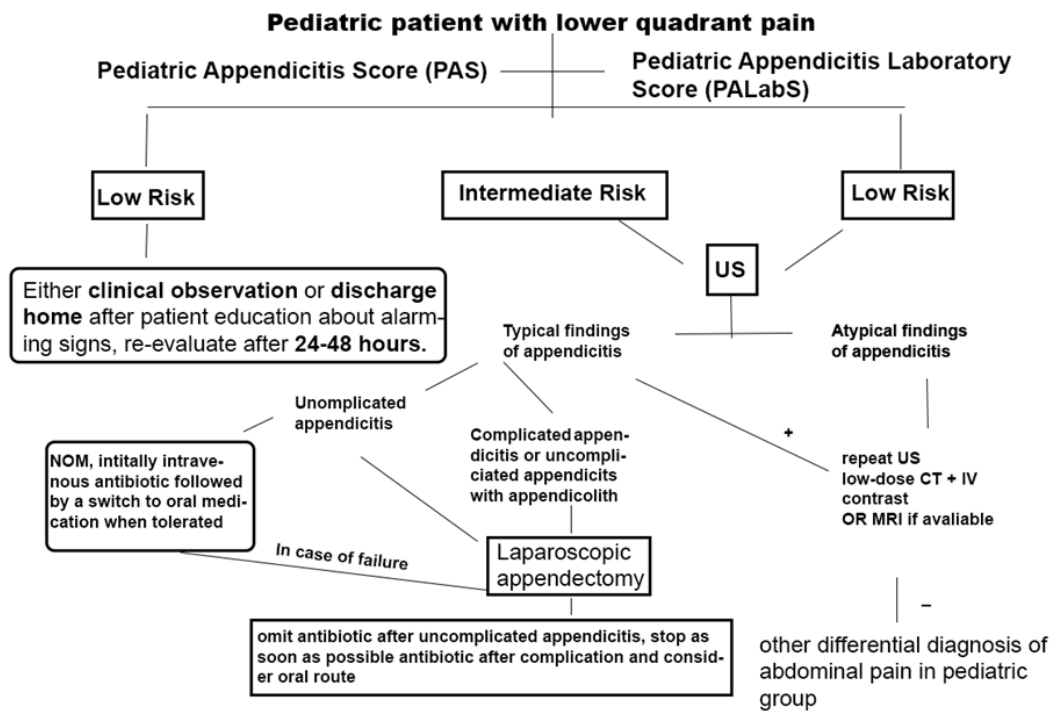 Pediatric patient with lower quadrant pain
Pediatric Appendicitis Score (PAS)
Pediatric Appendicitis Laboratory
Score (PALabS)
Low Risk
Intermediate Risk
Low Risk
US
Either clinical observation or discharge
home after patient education about alarm-
ing signs, re-evaluate after 24-48 hours.
Typical findings
of appendicitis
Atypical findings
of appendicitis
Unomplicated
appendicitis
Complicated appen-
dicitis or uncompli-
ciated appendicits
with appendicolith
+
NOM, intitally intrave-
nous antibiotic followed
by a switch to oral medi-
cation when tolerated
repeat US
low-dose CT + IV
contrast
OR MRI if avaliable
In case of failure
Laparoscopic
appendectomy
–
omit antibiotic after uncomplicated appendicitis, stop as
soon as possible antibiotic after complication and consid-
er oral route
other differential diagnosis of
abdominal pain in pediatric
group